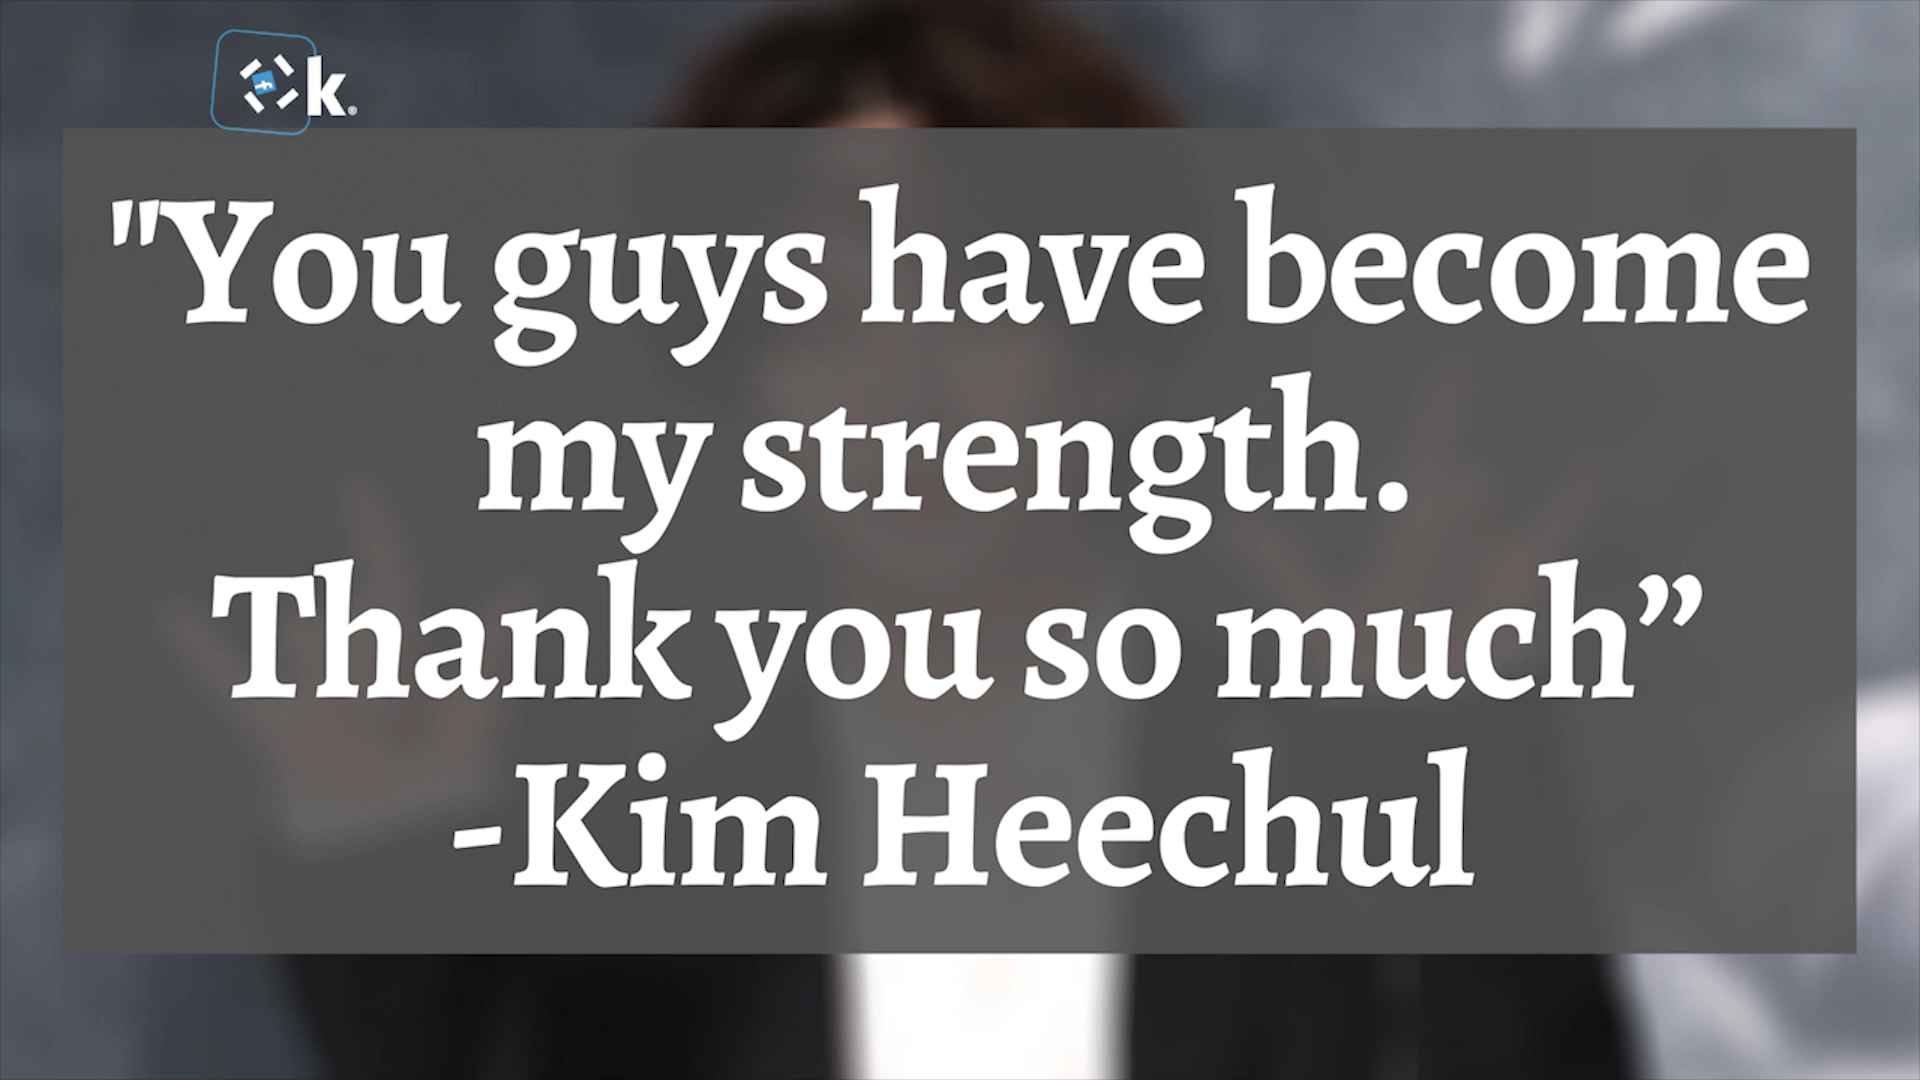 k.
"You guys have become
my strength.
Thank you so much”
-Kim Heechul